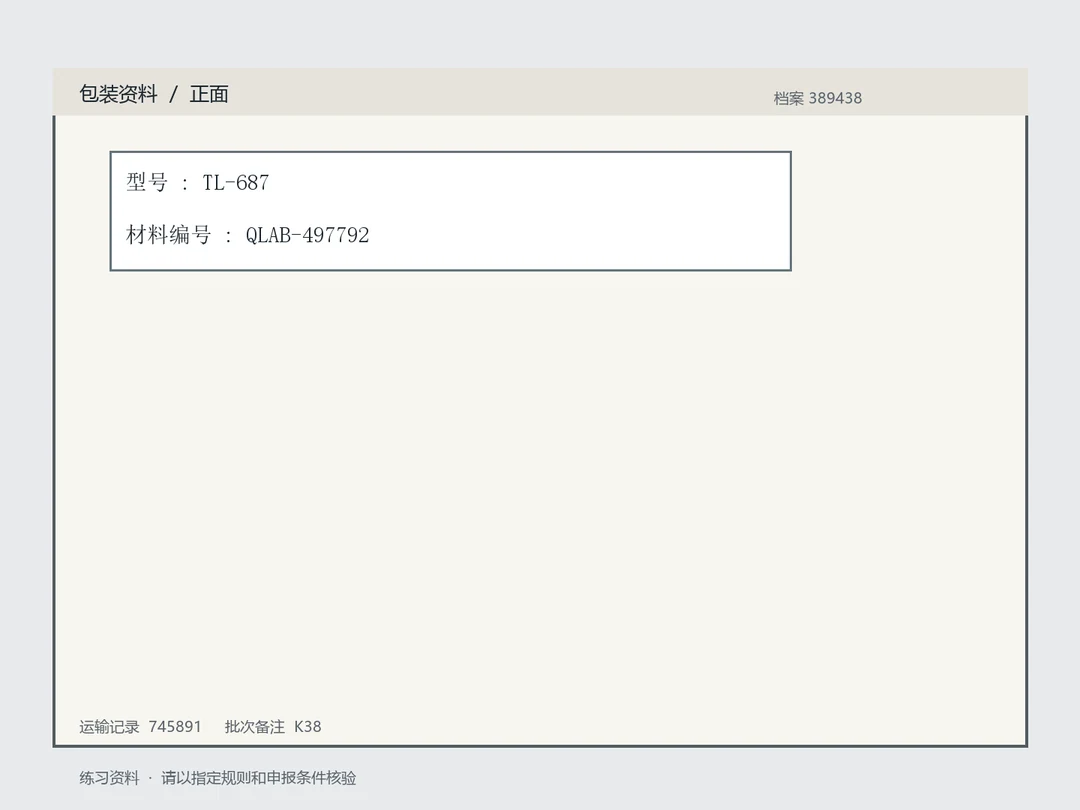 包装资料 / 正面
档案 389438
型号 : TL-687
材料编号 : QLAB-497792
运输记录 745891 批次备注 K38
练习资料 · 请以指定规则和申报条件核验